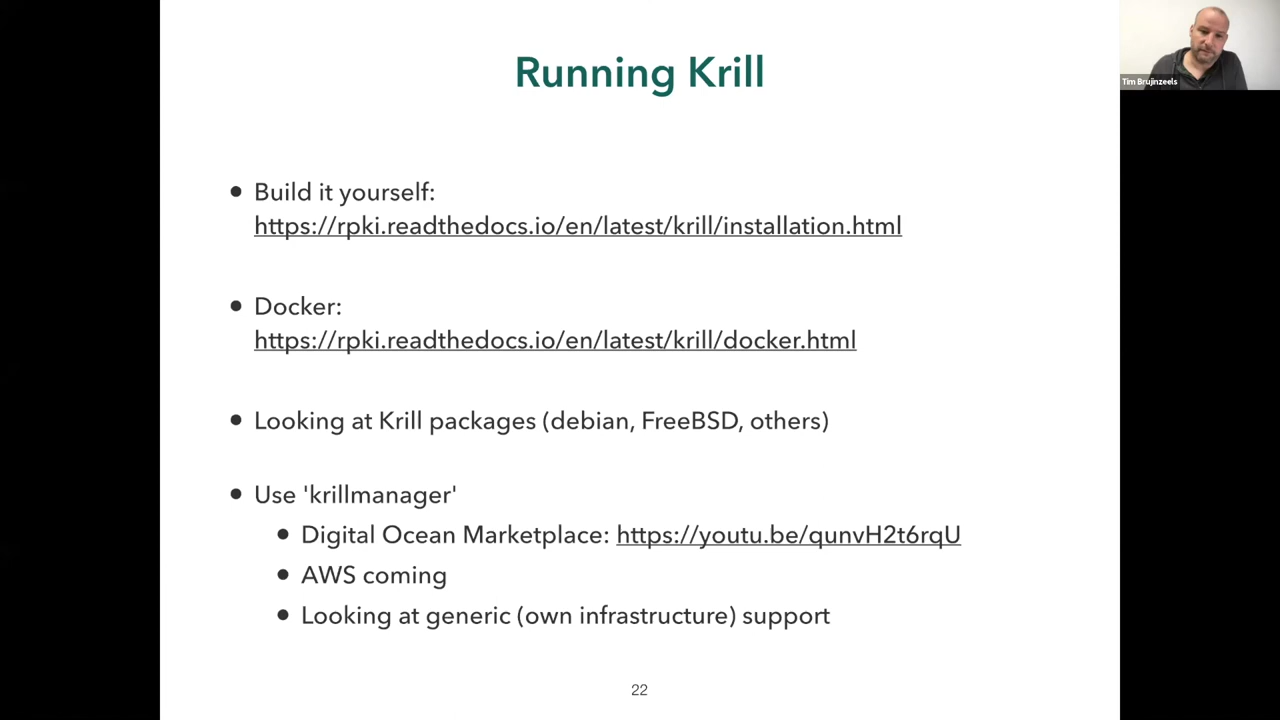 Running Krill
Tim Bruijnzeels
• Build it yourself:
https://rpki.readthedocs.io/en/latest/krill/installation.html
• Docker:
https://rpki.readthedocs.io/en/latest/krill/docker.html
• Looking at Krill packages (debian, FreeBSD, others)
• Use 'krillmanager'
• Digital Ocean Marketplace: https://youtu.be/qunvH2t6rqU
• AWS coming
• Looking at generic (own infrastructure) support
22